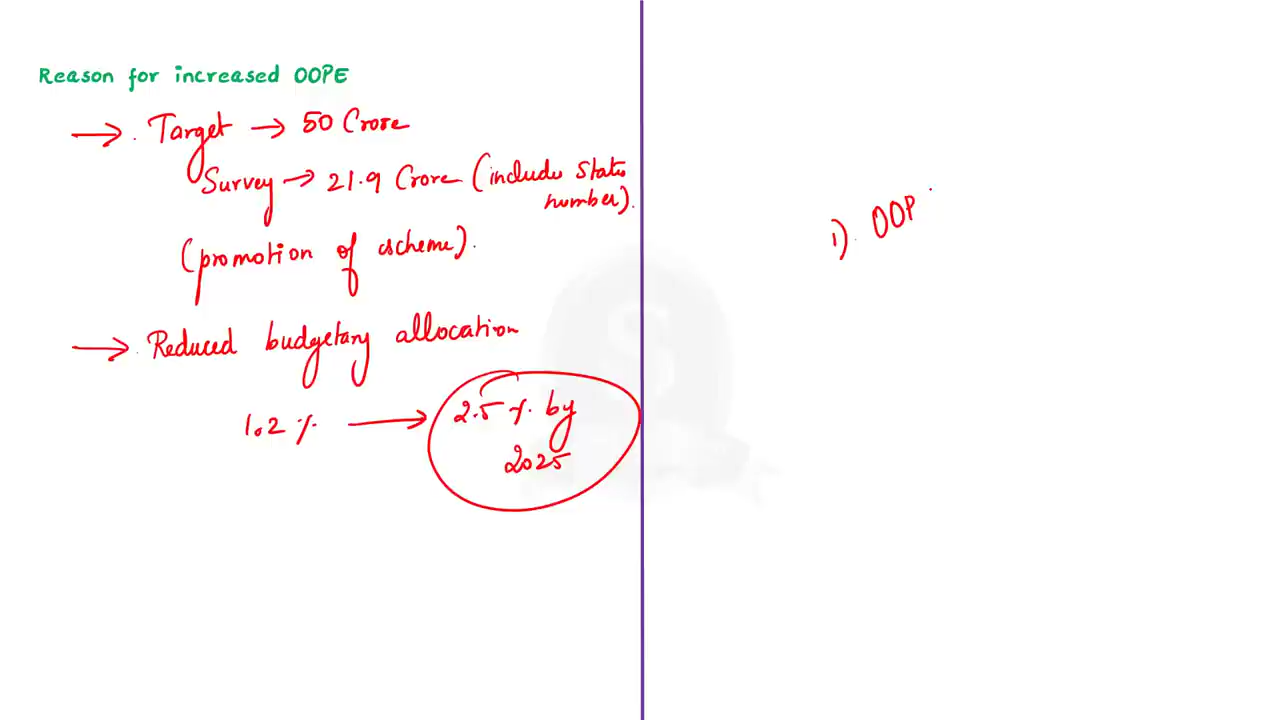 Reason for increased OOPE
→ Target → 50 Crore
Survey → 21.9 Crore (include State
number).
(promotion of scheme).
→ Reduced budgetary allocation
1.2 % → 2.5 % by
2025
1). OOP